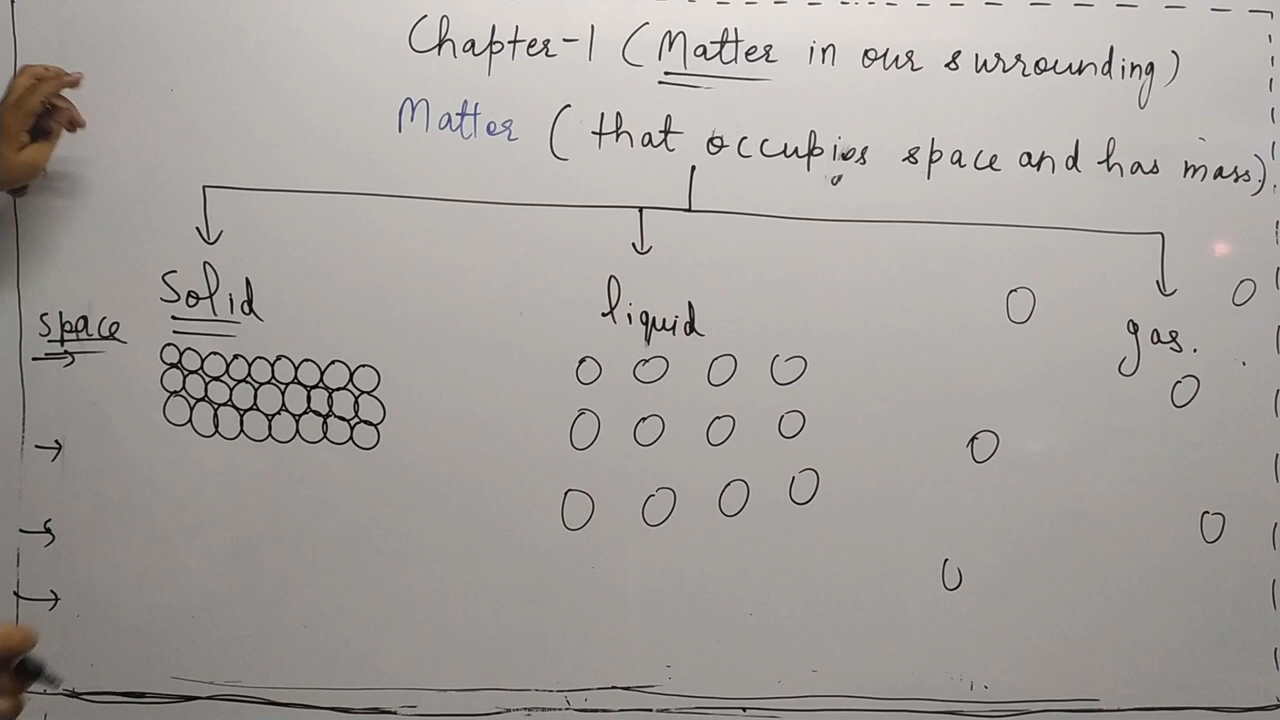 Chapter-1 (Matter in our surrounding)
Matter (that occupies space and has mass.)
Solid
liquid
gas.
space